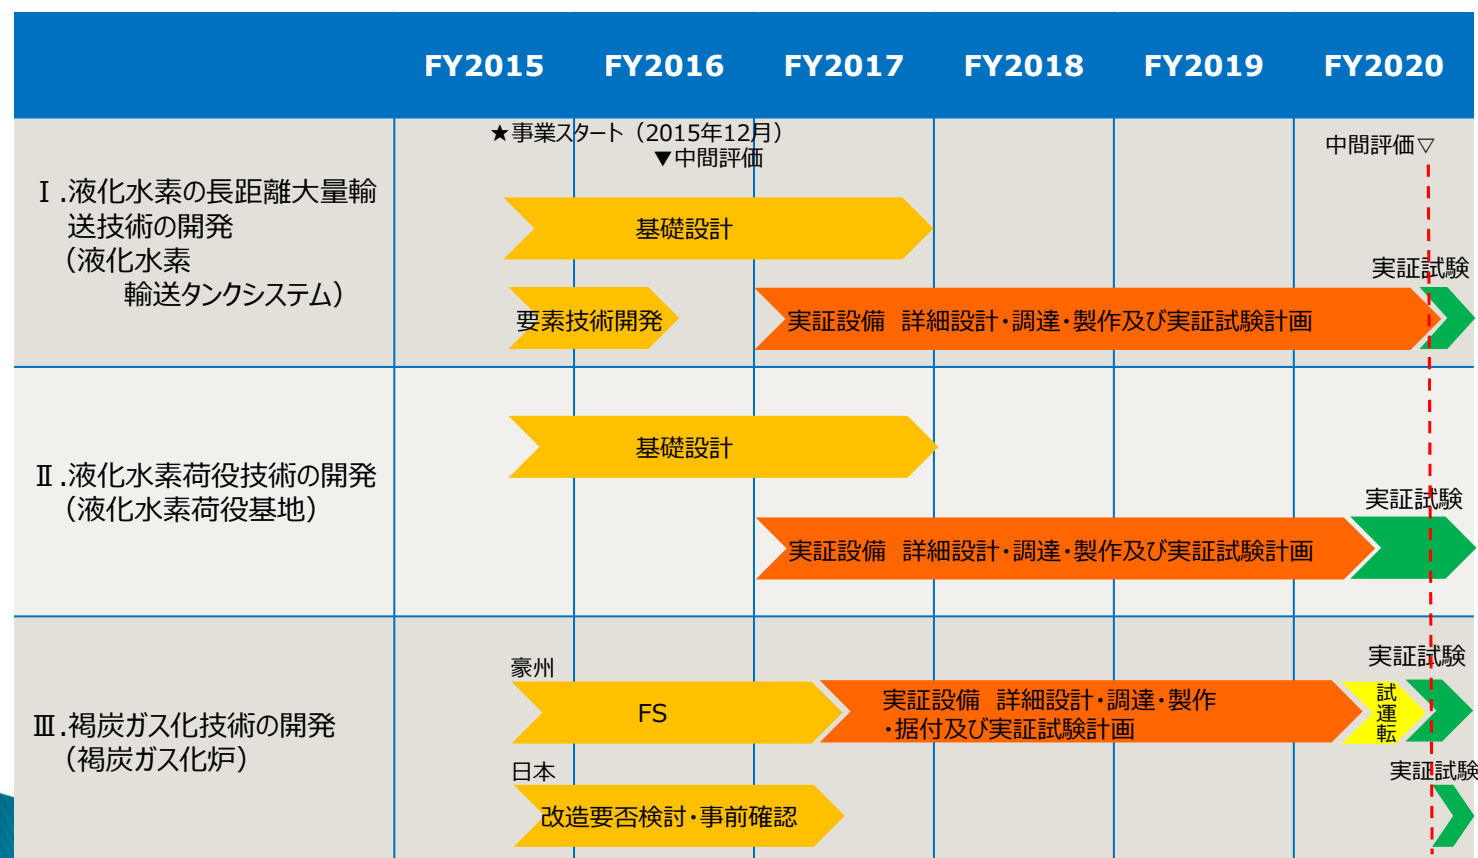 FY2015 FY2016 FY2017 FY2018 FY2019 FY2020
★事業スタート（2015年12月）
▼中間評価
中間評価▽
Ⅰ.液化水素の長距離大量輸
送技術の開発
（液化水素
輸送タンクシステム）
基礎設計
実証試験
要素技術開発
実証設備　詳細設計・調達・製作及び実証試験計画
Ⅱ.液化水素荷役技術の開発
（液化水素荷役基地）
基礎設計
実証試験
実証設備　詳細設計・調達・製作及び実証試験計画
Ⅲ.褐炭ガス化技術の開発
（褐炭ガス化炉）
豪州
FS
実証設備　詳細設計・調達・製作
・据付及び実証試験計画
試
運
転
実証試験
日本
改造要否検討・事前確認
実証試験